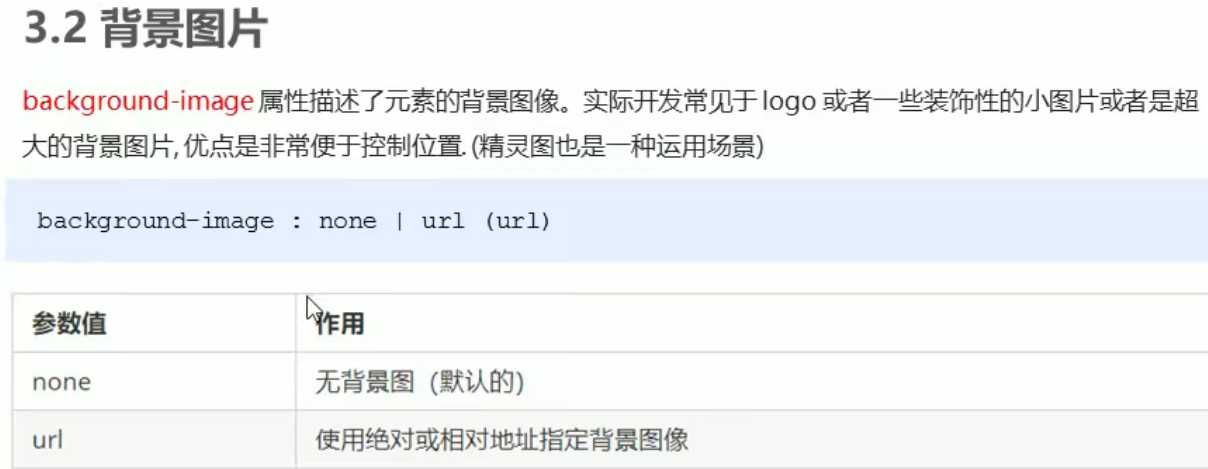 3.2 背景图片
background-image 属性描述了元素的背景图像。实际开发常见于 logo 或者一些装饰性的小图片或者是超
大的背景图片, 优点是非常便于控制位置. (精灵图也是一种运用场景)
background-image : none | url (url)
参数值 作用
none 无背景图（默认的）
url 使用绝对或相对地址指定背景图像